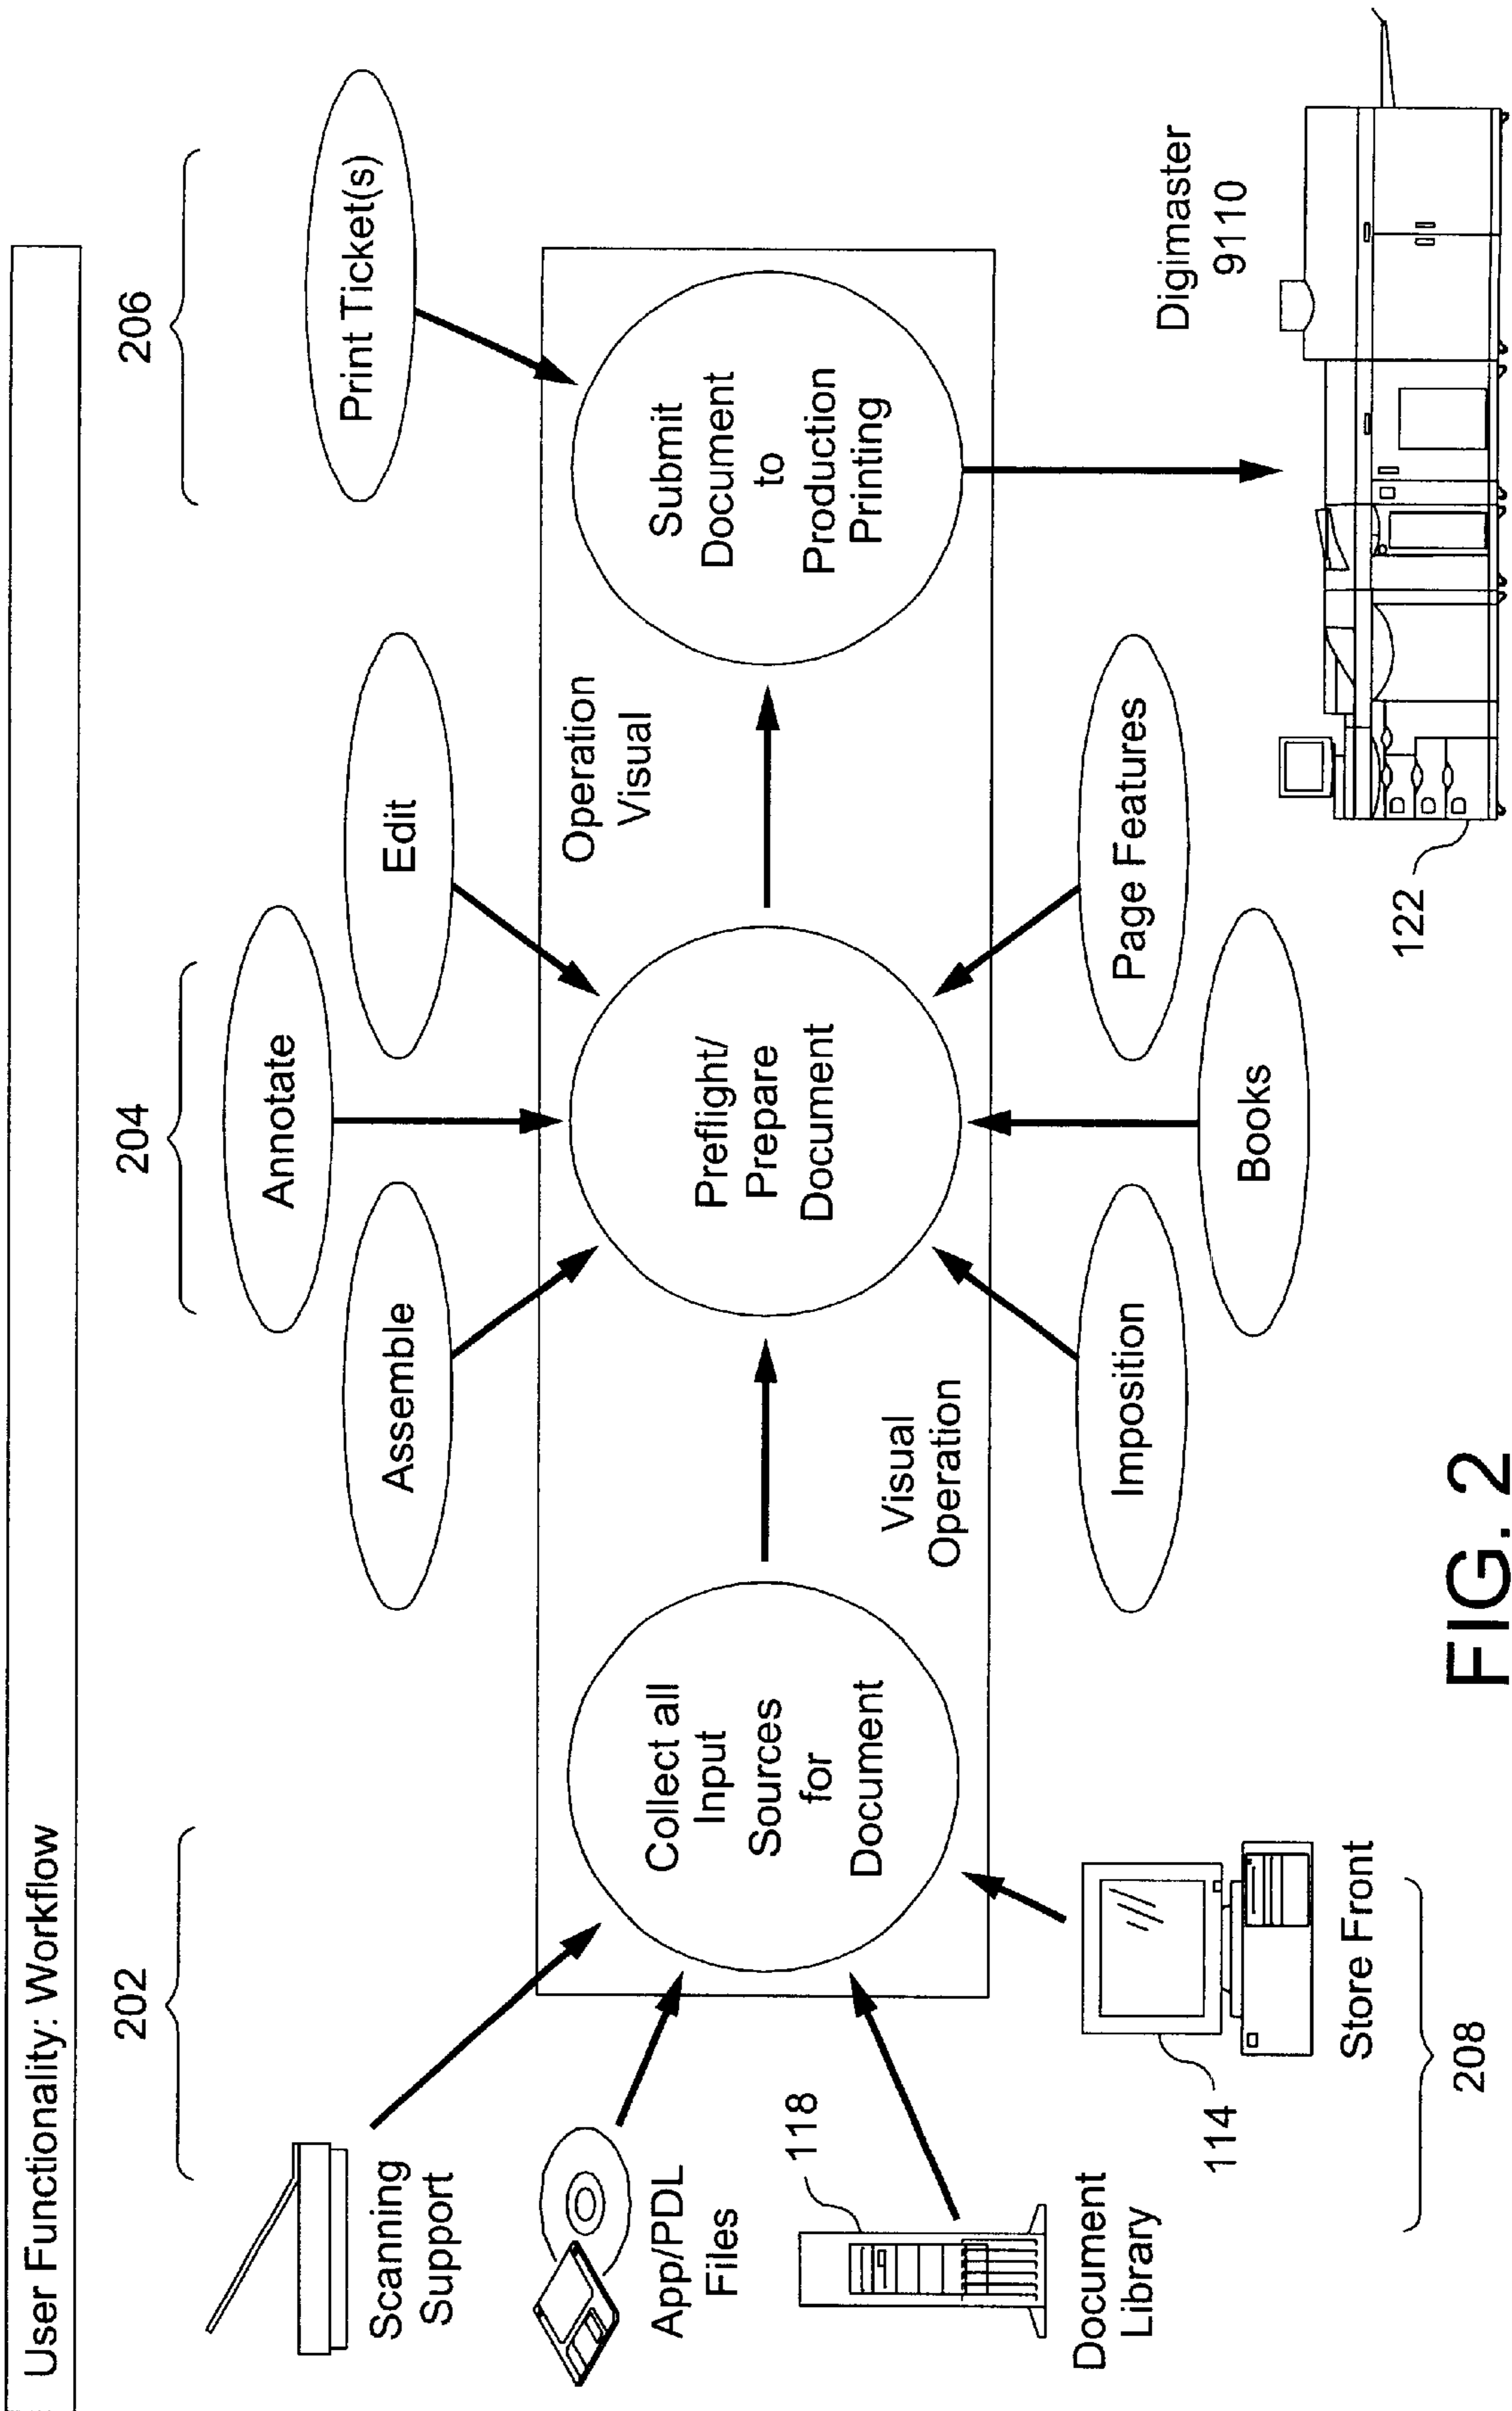 User Functionality: Workflow
202
204
206
Scanning
Support
App/PDL
Files
118
Document
Library
114
Store Front
208
Collect all
Input
Sources
for
Document
Visual
Operation
Assemble
Annotate
Edit
Preflight/
Prepare
Document
Imposition
Books
Page Features
Operation
Visual
Print Ticket(s)
Submit
Document
to
Production
Printing
Digimaster
9110
122
FIG. 2